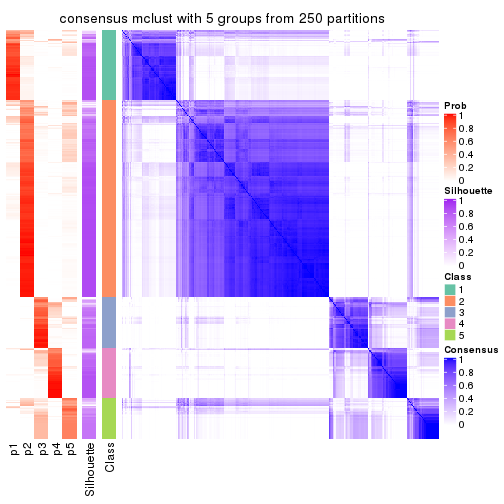 consensus mclust with 5 groups from 250 partitions
Prob
1
0.8
0.6
0.4
0.2
0
Silhouette
1
0.8
0.6
0.4
0.2
0
Class
1
2
3
4
5
Consensus
1
0.8
0.6
0.4
0.2
0
p1
p2
p3
p4
p5
Silhouette
Class